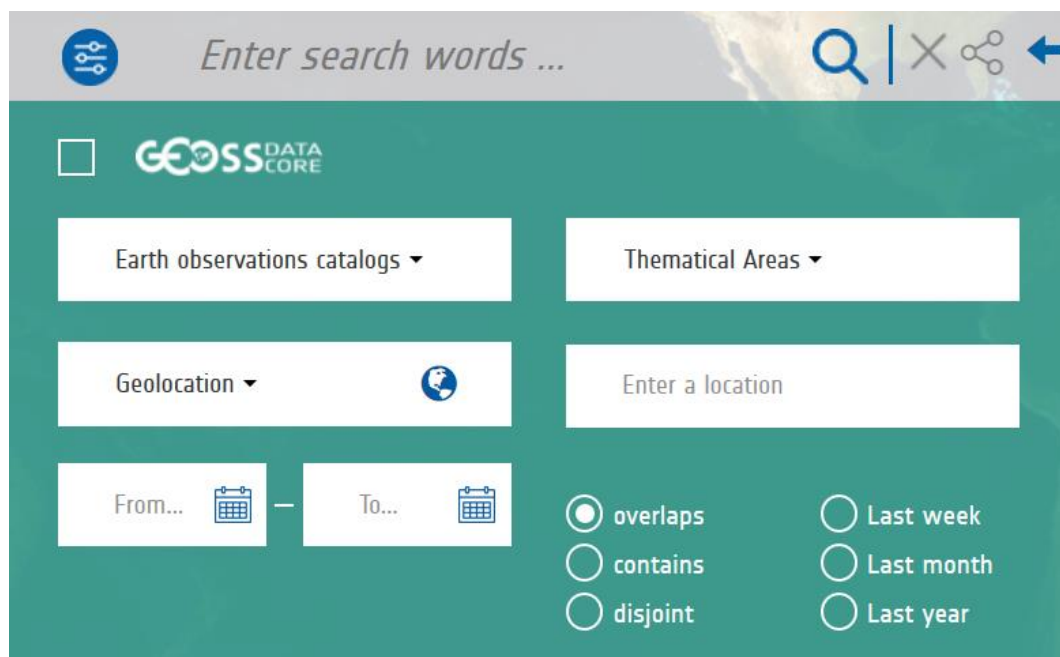 Enter search words ...
GEOSS DATA CORE
Earth observations catalogs
Thematical Areas
Geolocation
Enter a location
From...
–
To...
overlaps
Last week
contains
Last month
disjoint
Last year